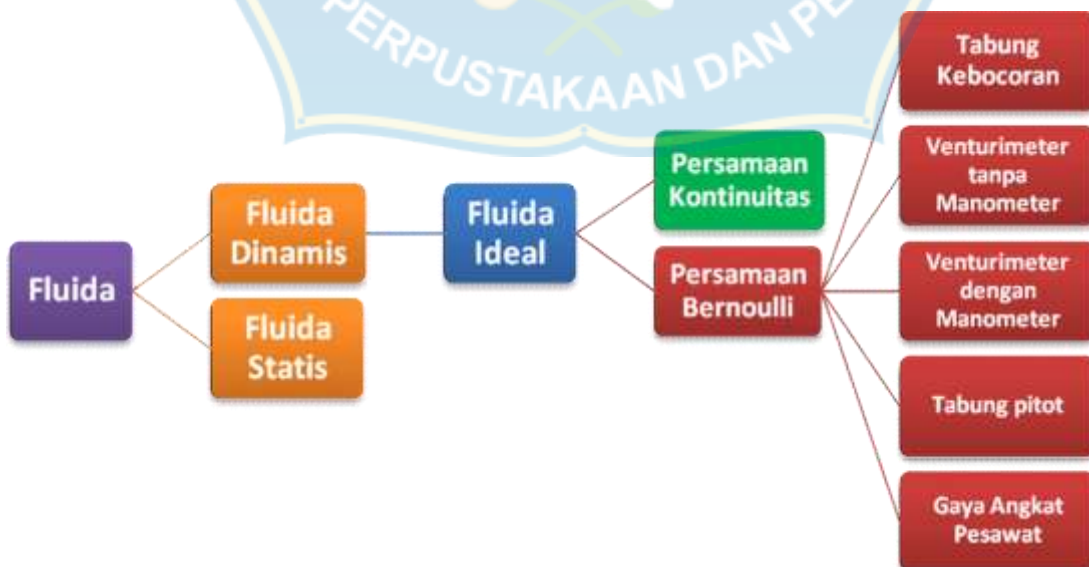 PERPUSTAKAAN DAN PE
Fluida
Fluida
Dinamis
Fluida
Statis
Fluida
Ideal
Persamaan
Kontinuitas
Persamaan
Bernoulli
Tabung
Kebocoran
Venturimeter
tanpa
Manometer
Venturimeter
dengan
Manometer
Tabung pitot
Gaya Angkat
Pesawat